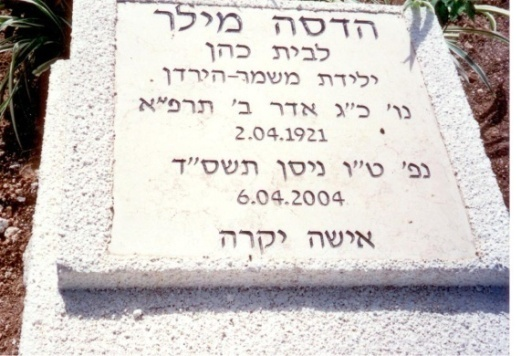 הדסה מילר
לבית כהן
ילידת משמר-הירדן
נו' כ"ג אדר ב' תרפ"א
2.04.1921
נפ' ט"ו ניסן תשס"ד
6.04.2004
אישה יקרה